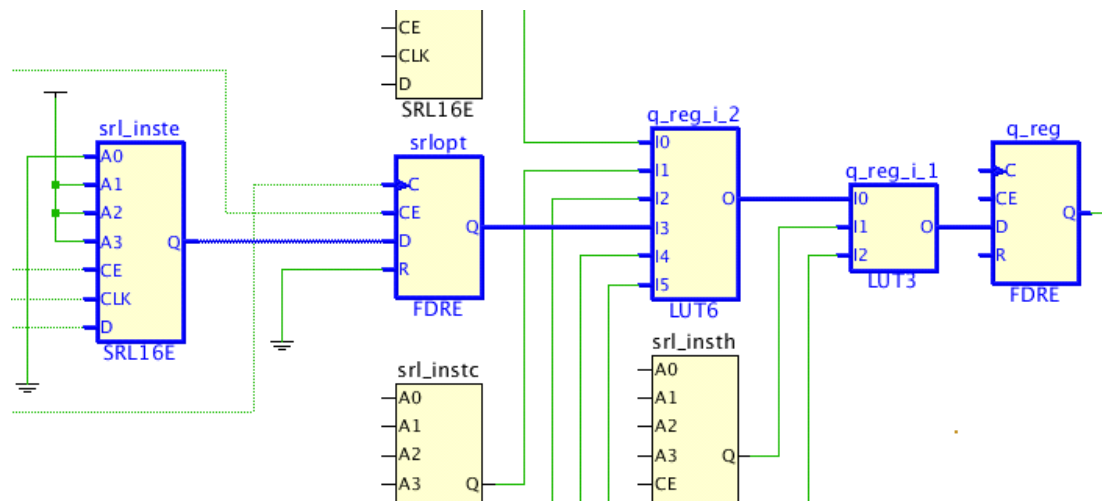 CE
CLK
D
SRL16E
srl_inste
A0
A1
A2
A3
Q
CE
CLK
D
SRL16E
srlopt
C
CE
D
Q
R
FDRE
q_reg_i_2
I0
I1
I2
O
I3
I4
I5
LUT6
q_reg_i_1
I0
I1
O
I2
LUT3
q_reg
C
CE
Q
D
R
FDRE
srl_instc
A0
A1
A2
A3
Q
srl_insth
A0
A1
A2
A3
Q
CE